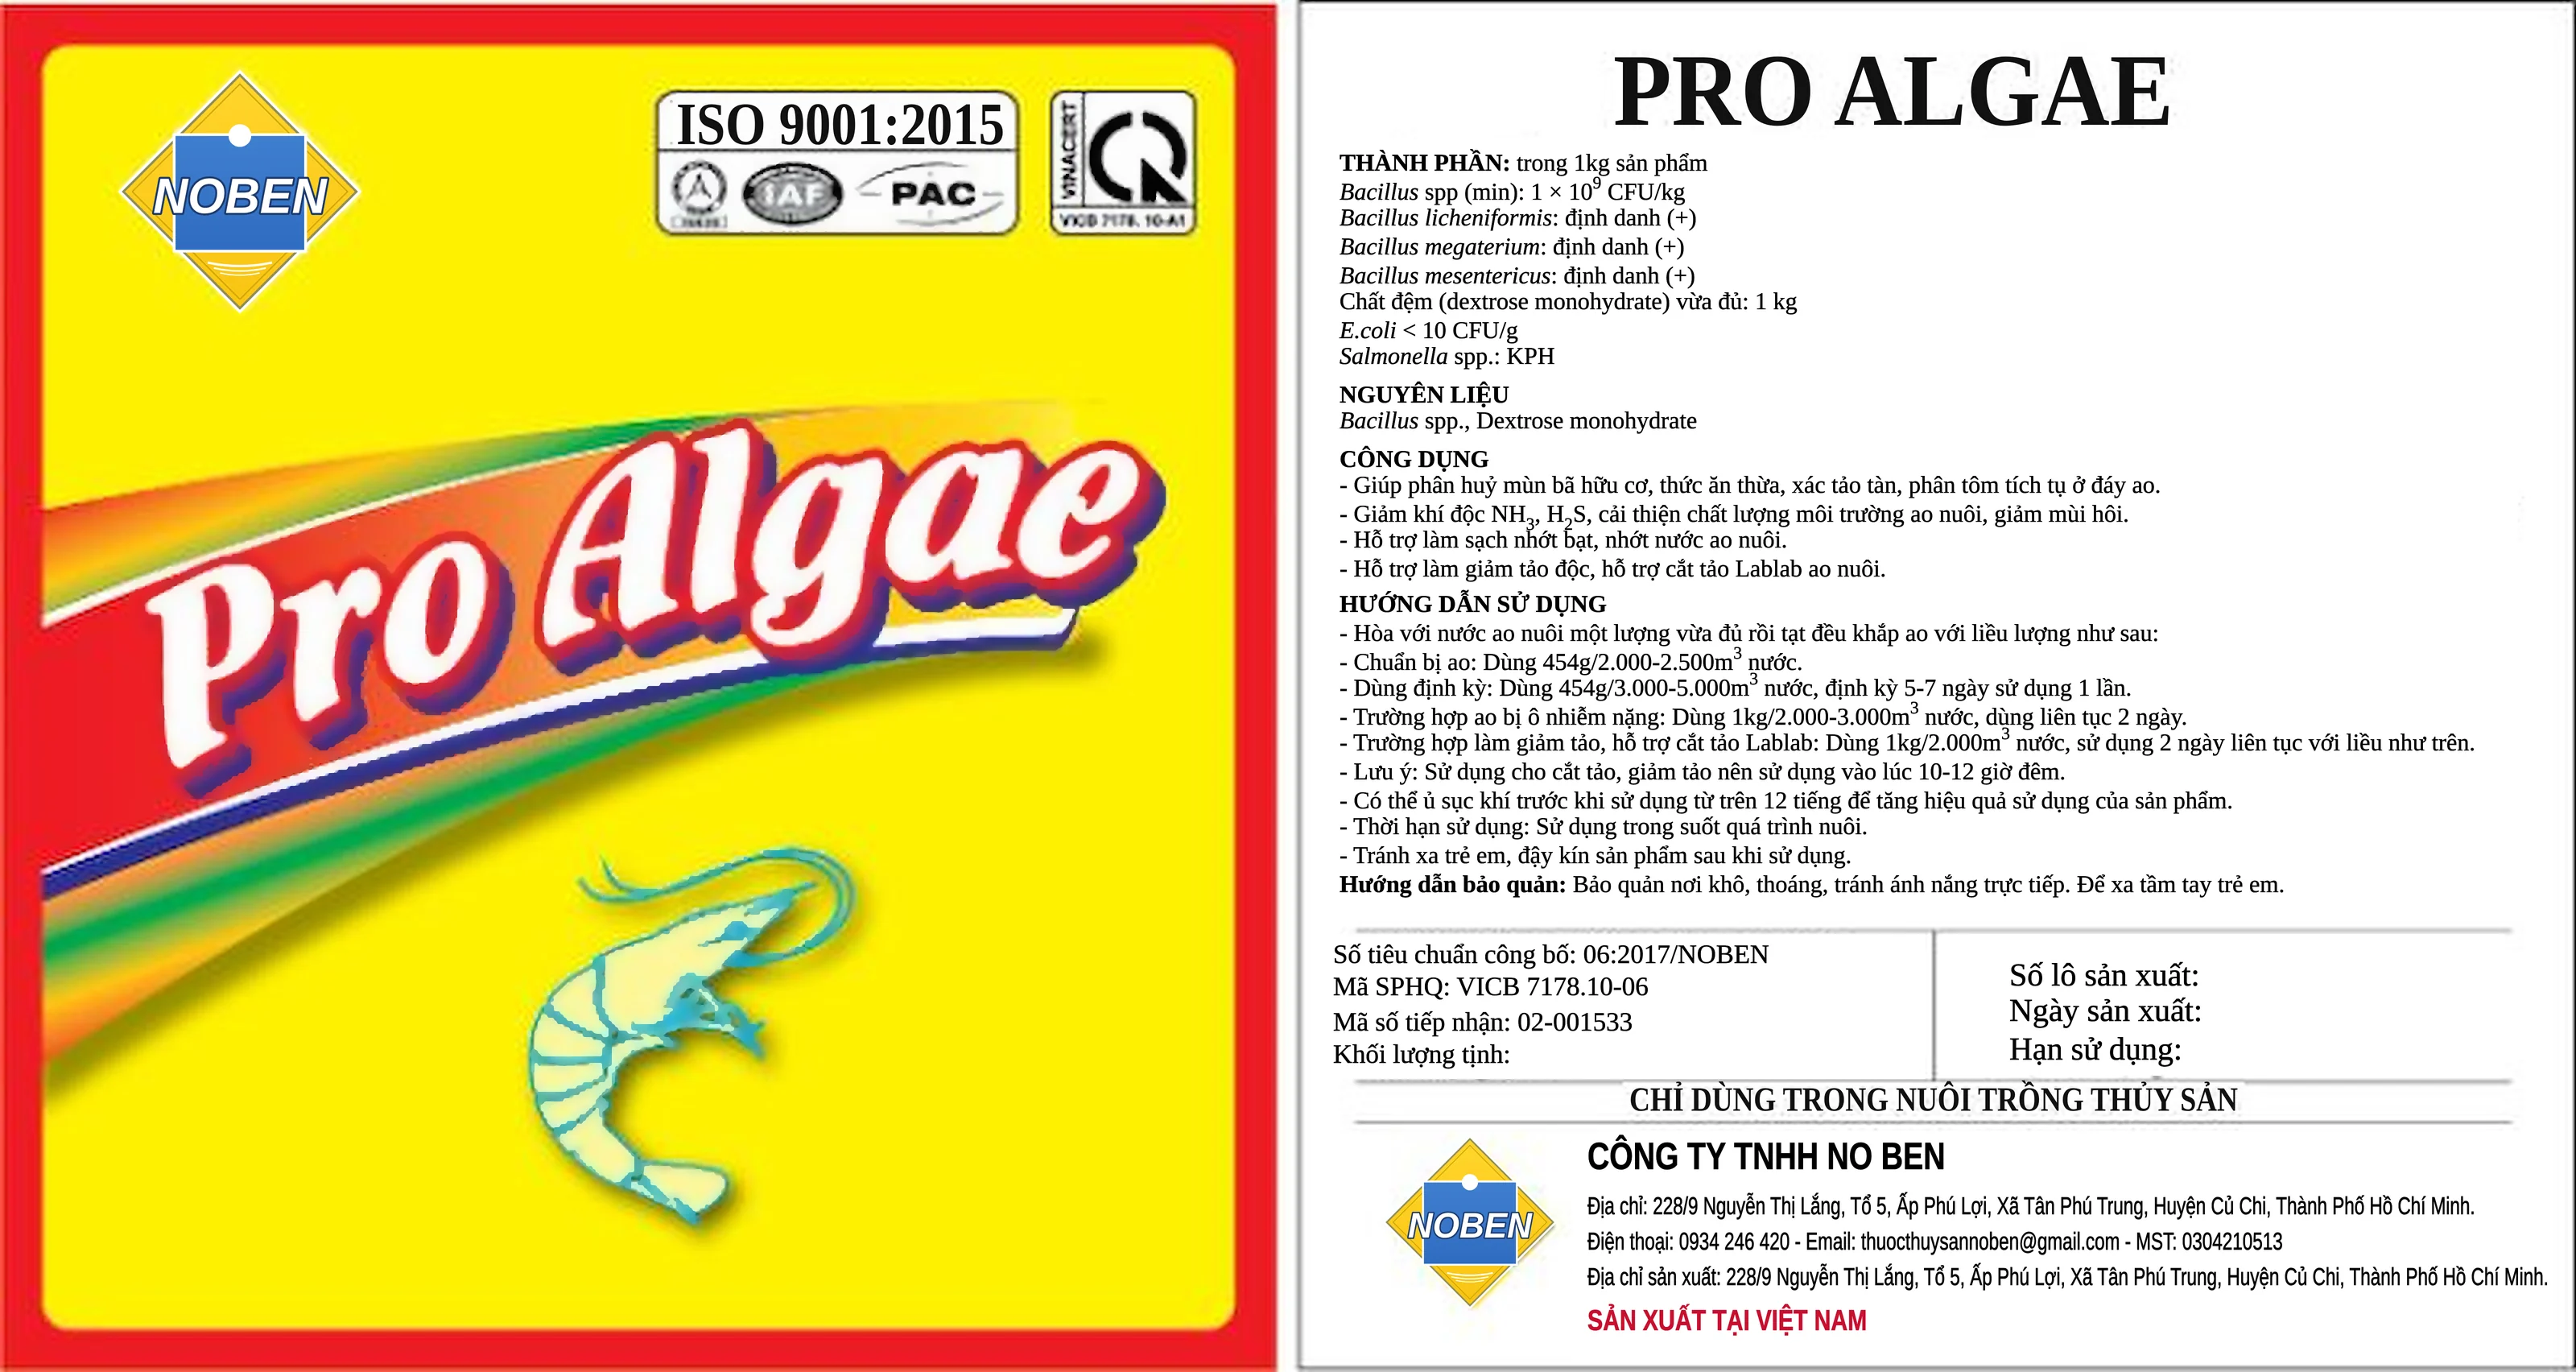 NOBEN
ISO 9001:2015
PAC
VINACERT
VICB 7178. 10-A1
Pro Algae
PRO ALGAE
THÀNH PHẦN: trong 1kg sản phẩm
Bacillus spp (min): 1 × 10⁹ CFU/kg
Bacillus licheniformis: định danh (+)
Bacillus megaterium: định danh (+)
Bacillus mesentericus: định danh (+)
Chất đệm (dextrose monohydrate) vừa đủ: 1 kg
E.coli < 10 CFU/g
Salmonella spp.: KPH
NGUYÊN LIỆU
Bacillus spp., Dextrose monohydrate
CÔNG DỤNG
- Giúp phân huỷ mùn bã hữu cơ, thức ăn thừa, xác tảo tàn, phân tôm tích tụ ở đáy ao.
- Giảm khí độc NH₃, H₂S, cải thiện chất lượng môi trường ao nuôi, giảm mùi hôi.
- Hỗ trợ làm sạch nhớt bạt, nhớt nước ao nuôi.
- Hỗ trợ làm giảm tảo độc, hỗ trợ cắt tảo Lablab ao nuôi.
HƯỚNG DẪN SỬ DỤNG
- Hòa với nước ao nuôi một lượng vừa đủ rồi tạt đều khắp ao với liều lượng như sau:
- Chuẩn bị ao: Dùng 454g/2.000-2.500m³ nước.
- Dùng định kỳ: Dùng 454g/3.000-5.000m³ nước, định kỳ 5-7 ngày sử dụng 1 lần.
- Trường hợp ao bị ô nhiễm nặng: Dùng 1kg/2.000-3.000m³ nước, dùng liên tục 2 ngày.
- Trường hợp làm giảm tảo, hỗ trợ cắt tảo Lablab: Dùng 1kg/2.000m³ nước, sử dụng 2 ngày liên tục với liều như trên.
- Lưu ý: Sử dụng cho cắt tảo, giảm tảo nên sử dụng vào lúc 10-12 giờ đêm.
- Có thể ủ sục khí trước khi sử dụng từ trên 12 tiếng để tăng hiệu quả sử dụng của sản phẩm.
- Thời hạn sử dụng: Sử dụng trong suốt quá trình nuôi.
- Tránh xa trẻ em, đậy kín sản phẩm sau khi sử dụng.
Hướng dẫn bảo quản: Bảo quản nơi khô, thoáng, tránh ánh nắng trực tiếp. Để xa tầm tay trẻ em.
Số tiêu chuẩn công bố: 06:2017/NOBEN
Mã SPHQ: VICB 7178.10-06
Mã số tiếp nhận: 02-001533
Khối lượng tịnh:
Số lô sản xuất:
Ngày sản xuất:
Hạn sử dụng:
CHỈ DÙNG TRONG NUÔI TRỒNG THỦY SẢN
NOBEN
CÔNG TY TNHH NO BEN
Địa chỉ: 228/9 Nguyễn Thị Lắng, Tổ 5, Ấp Phú Lợi, Xã Tân Phú Trung, Huyện Củ Chi, Thành Phố Hồ Chí Minh.
Điện thoại: 0934 246 420 - Email: thuocthuysannoben@gmail.com - MST: 0304210513
Địa chỉ sản xuất: 228/9 Nguyễn Thị Lắng, Tổ 5, Ấp Phú Lợi, Xã Tân Phú Trung, Huyện Củ Chi, Thành Phố Hồ Chí Minh.
SẢN XUẤT TẠI VIỆT NAM